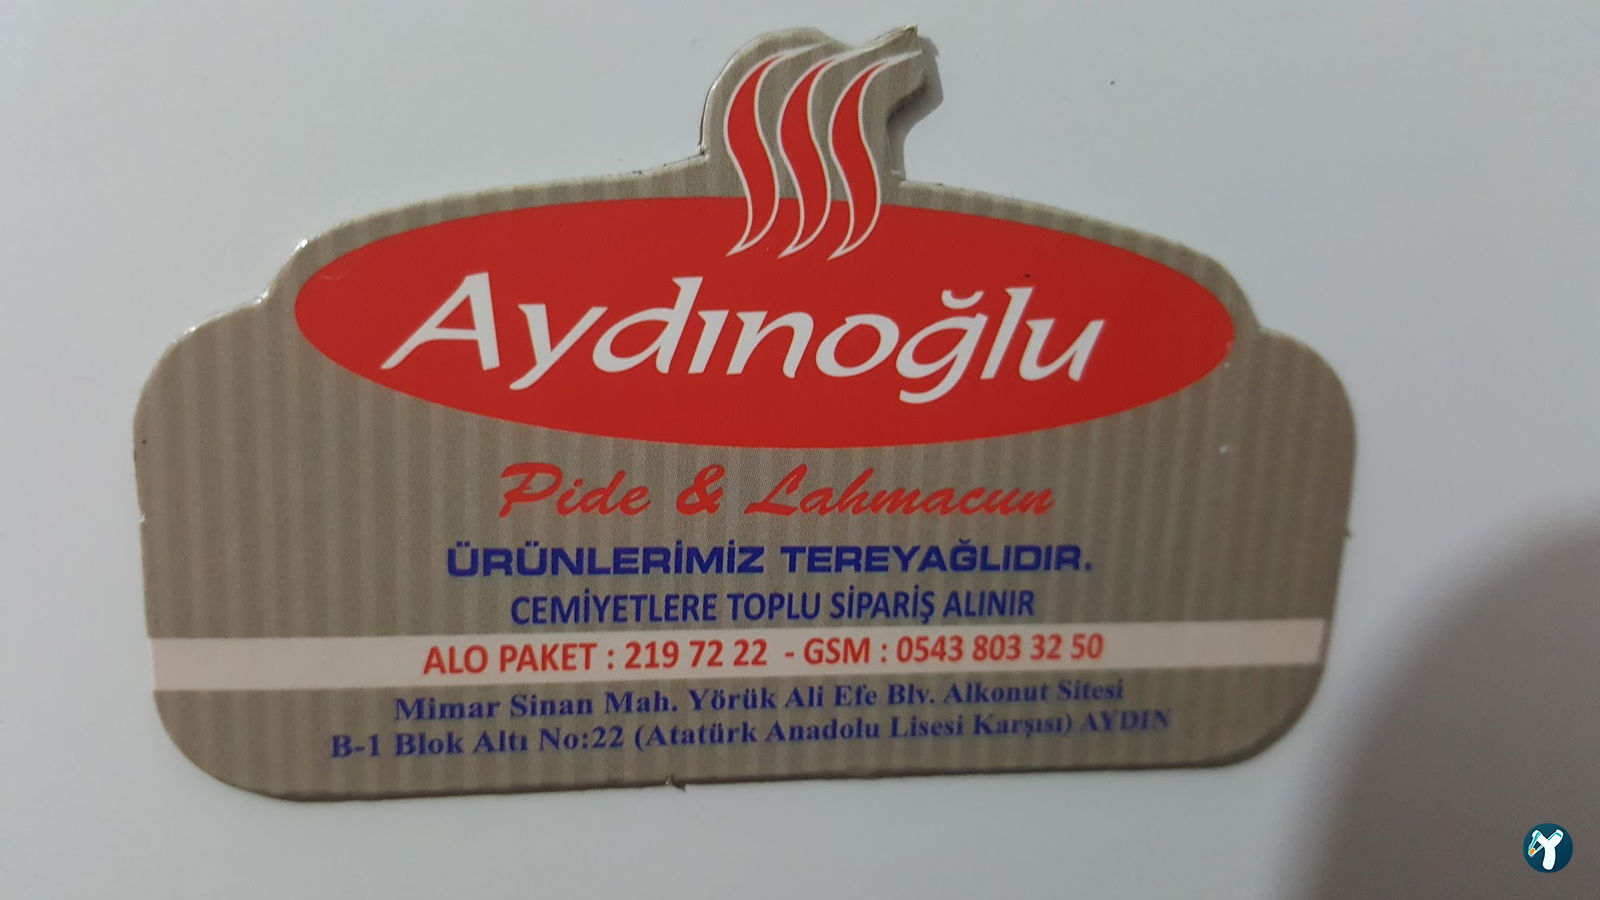 Aydınoğlu
Pide & Lahmacun
ÜRÜNLERİMİZ TEREYAĞLIDIR.
CEMİYETLERE TOPLU SİPARİŞ ALINIR
ALO PAKET : 219 72 22 - GSM : 0543 803 32 50
Mimar Sinan Mah. Yörük Ali Efe Blv. Alkonut Sitesi
B-1 Blok Altı No:22 (Atatürk Anadolu Lisesi Karşısı) AYDIN